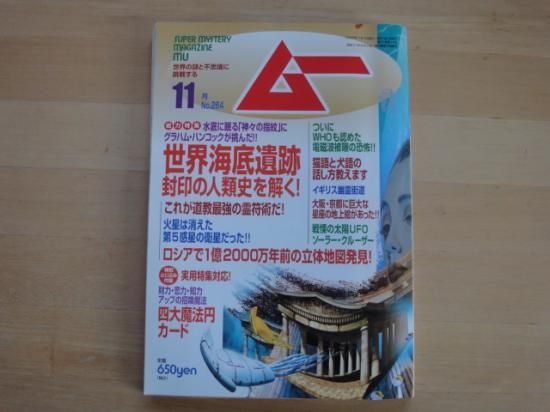 SUPER MYSTERY
MAGAZINE
MU
世界の謎と不思議に
挑戦する
ムー
11月
No.264
総力特集 水底に眠る「神々の指紋」に
グラハム・ハンコックが挑んだ!!
世界海底遺跡
封印の人類史を解く!
これが道教最強の霊符術だ!
火星は消えた
第5惑星の衛星だった!!
ロシアで1億2000万年前の立体地図発見!
実用特集対応!
財力・恋力・知力
アップの招喚魔法
四大魔法円
カード
定価
650yen
(税込)
ついに
WHOも認めた
電磁波被曝の恐怖!!
猫語と犬語の
話し方教えます
イギリス幽霊街道
大阪・京都に巨大な
星座の地上絵があった!!
戦慄の太陽UFO
ソーラー・クルーザー